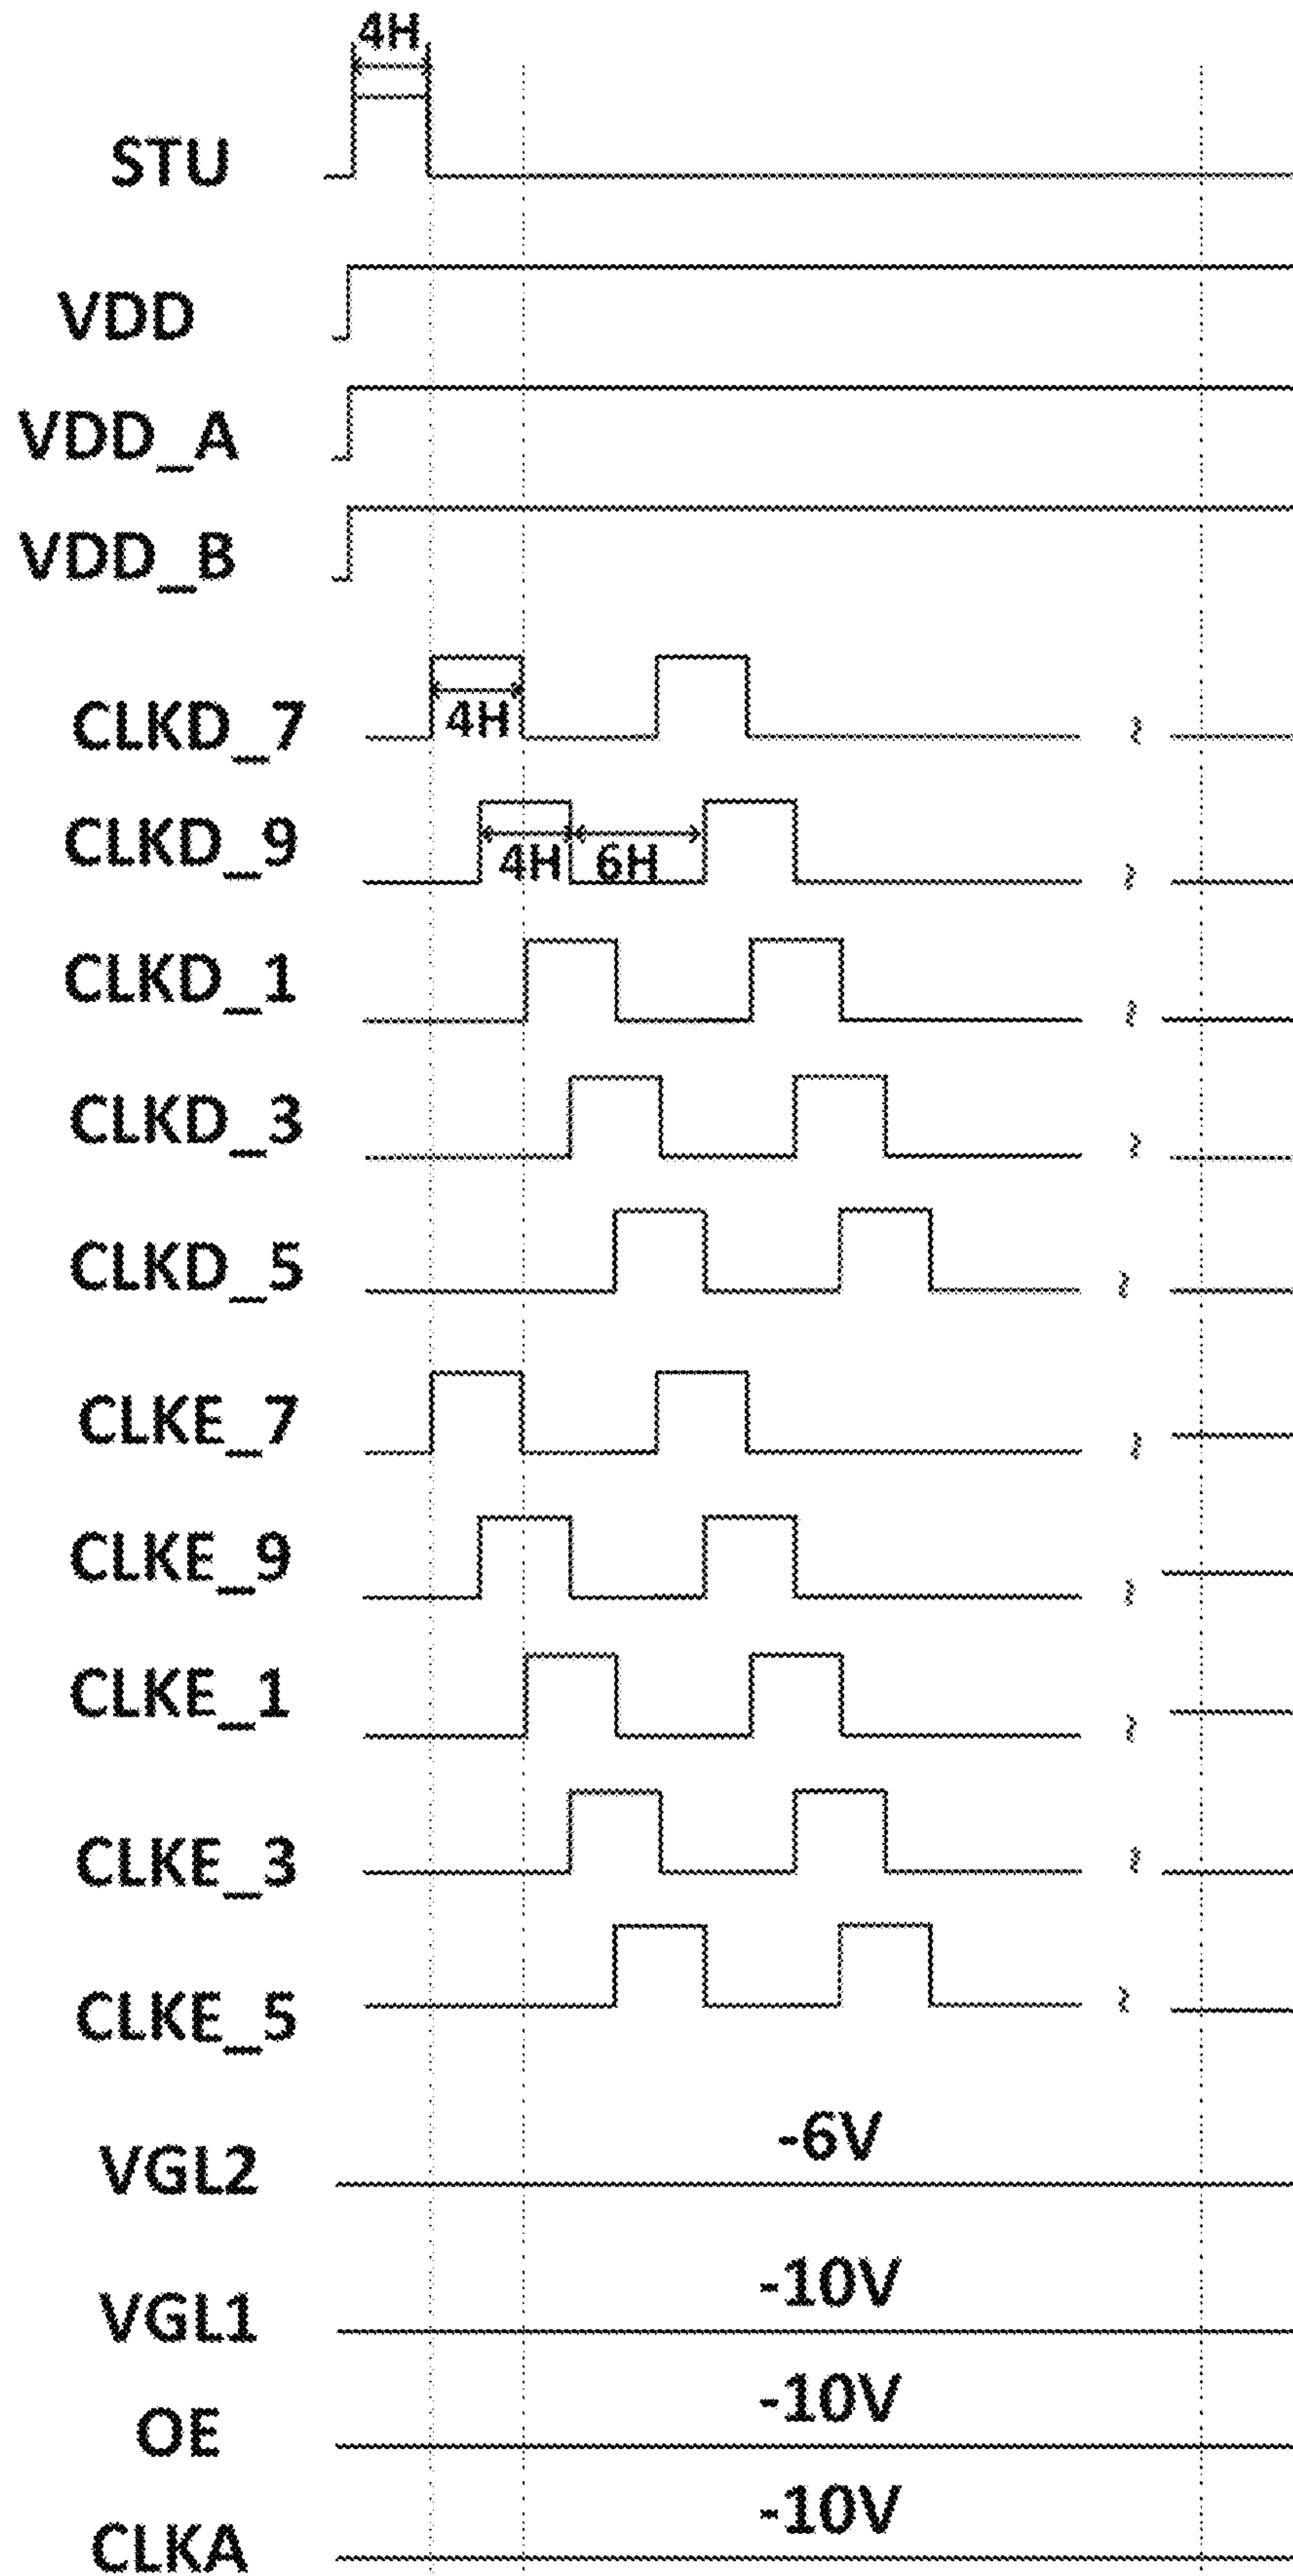 4H
STU
VDD
VDD_A
VDD_B
CLKD_7
4H
CLKD_9
4H 6H
CLKD_1
CLKD_3
CLKD_5
CLKE_7
CLKE_9
CLKE_1
CLKE_3
CLKE_5
-6V
VGL2
-10V
VGL1
-10V
OE
-10V
CLKA